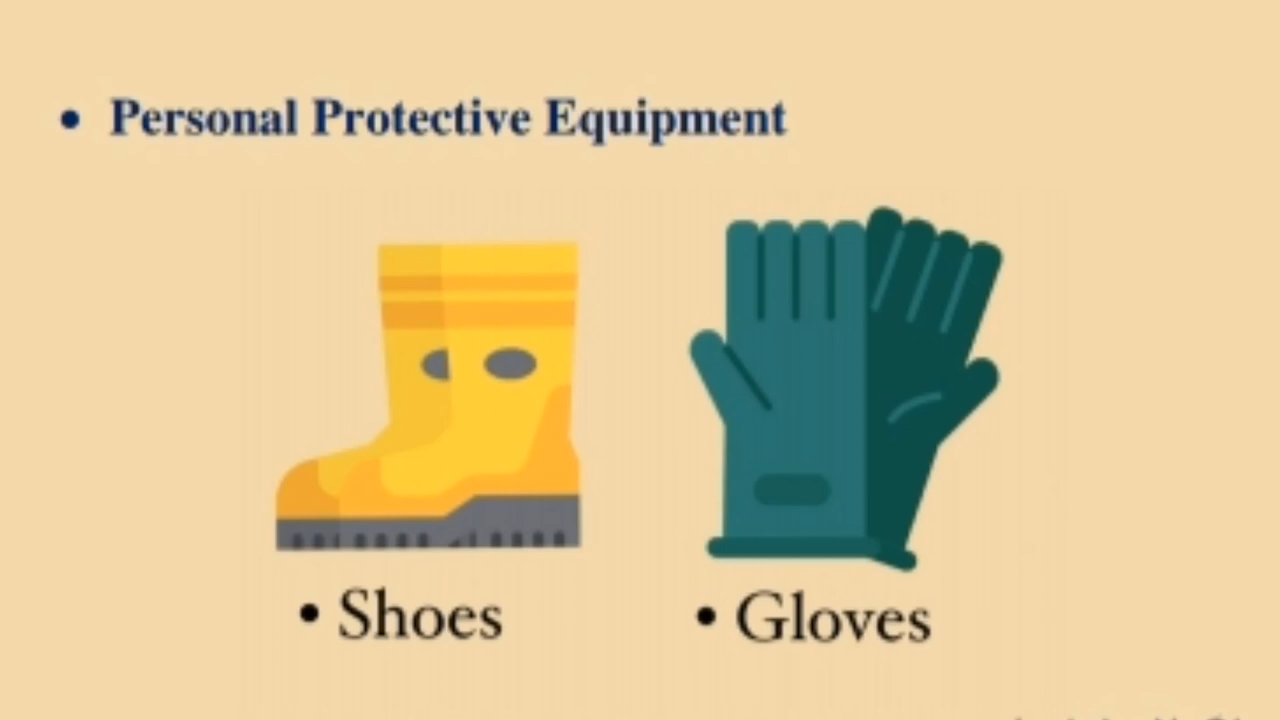 • Personal Protective Equipment
• Shoes
• Gloves